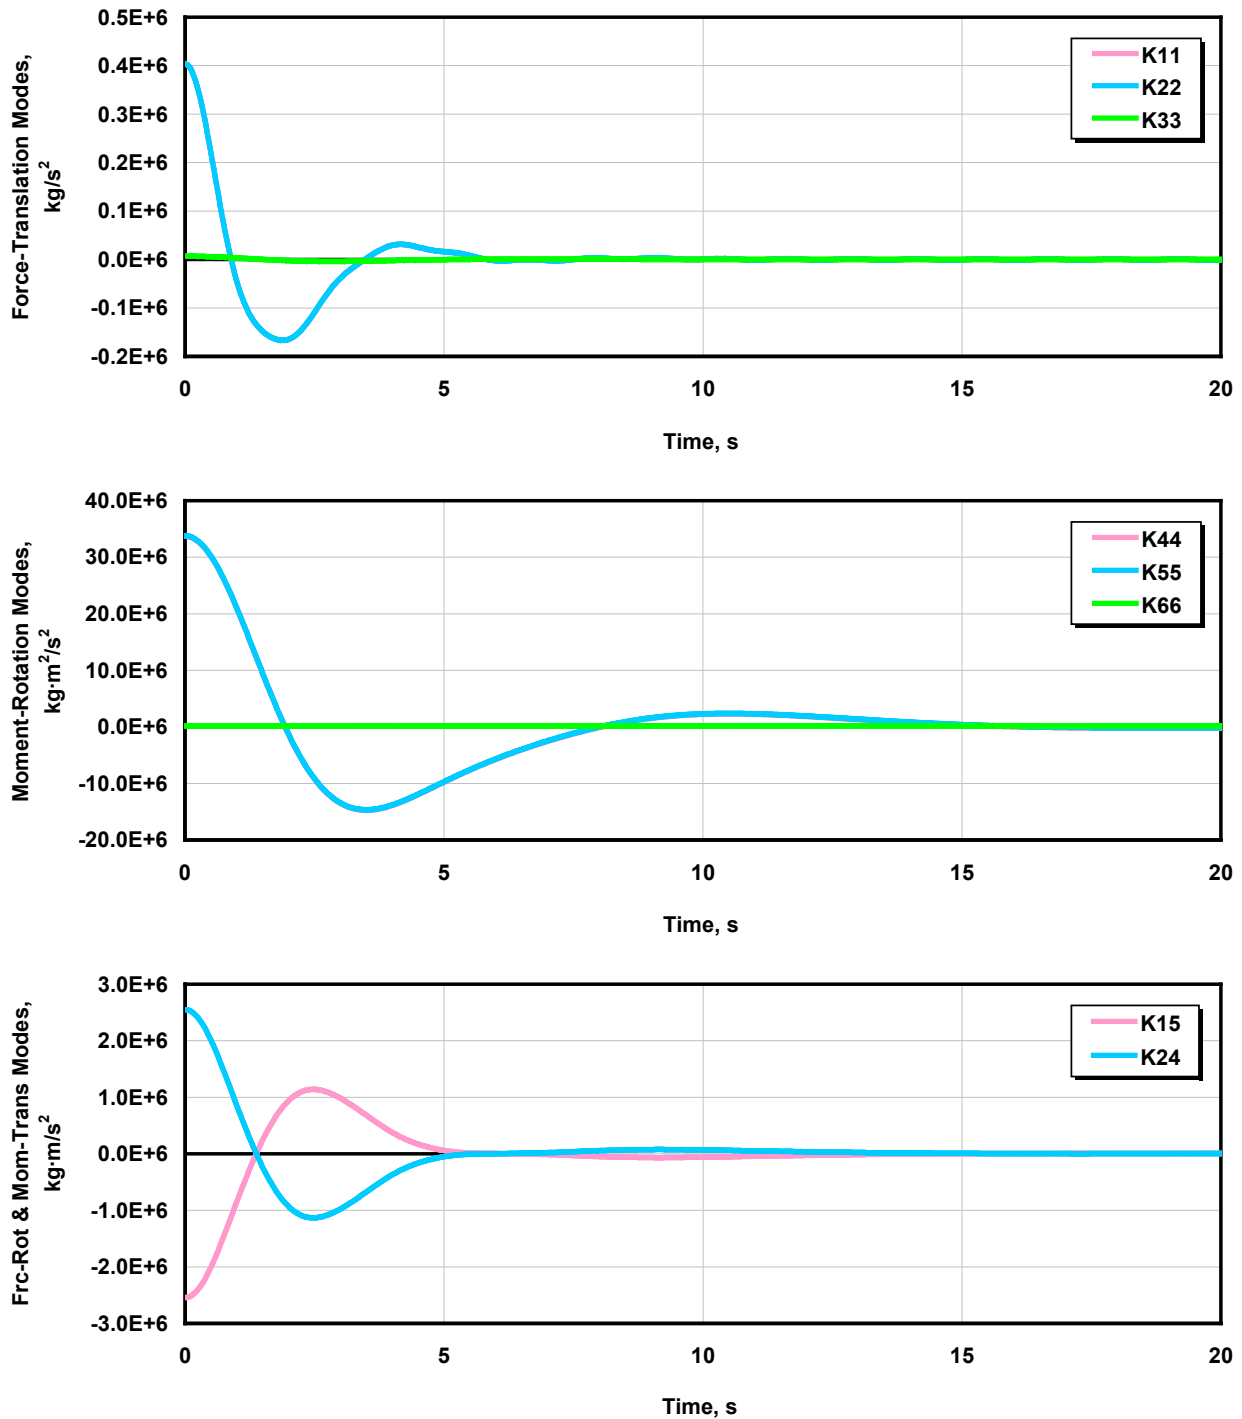 Force-Translation Modes,
kg/s²
0.5E+6
0.4E+6
0.3E+6
0.2E+6
0.1E+6
0.0E+6
-0.1E+6
-0.2E+6
K11
K22
K33
0 5 10 15 20
Time, s
Moment-Rotation Modes,
kg·m²/s²
40.0E+6
30.0E+6
20.0E+6
10.0E+6
0.0E+6
-10.0E+6
-20.0E+6
K44
K55
K66
0 5 10 15 20
Time, s
Frc-Rot & Mom-Trans Modes,
kg·m/s²
3.0E+6
2.0E+6
1.0E+6
0.0E+6
-1.0E+6
-2.0E+6
-3.0E+6
K15
K24
0 5 10 15 20
Time, s